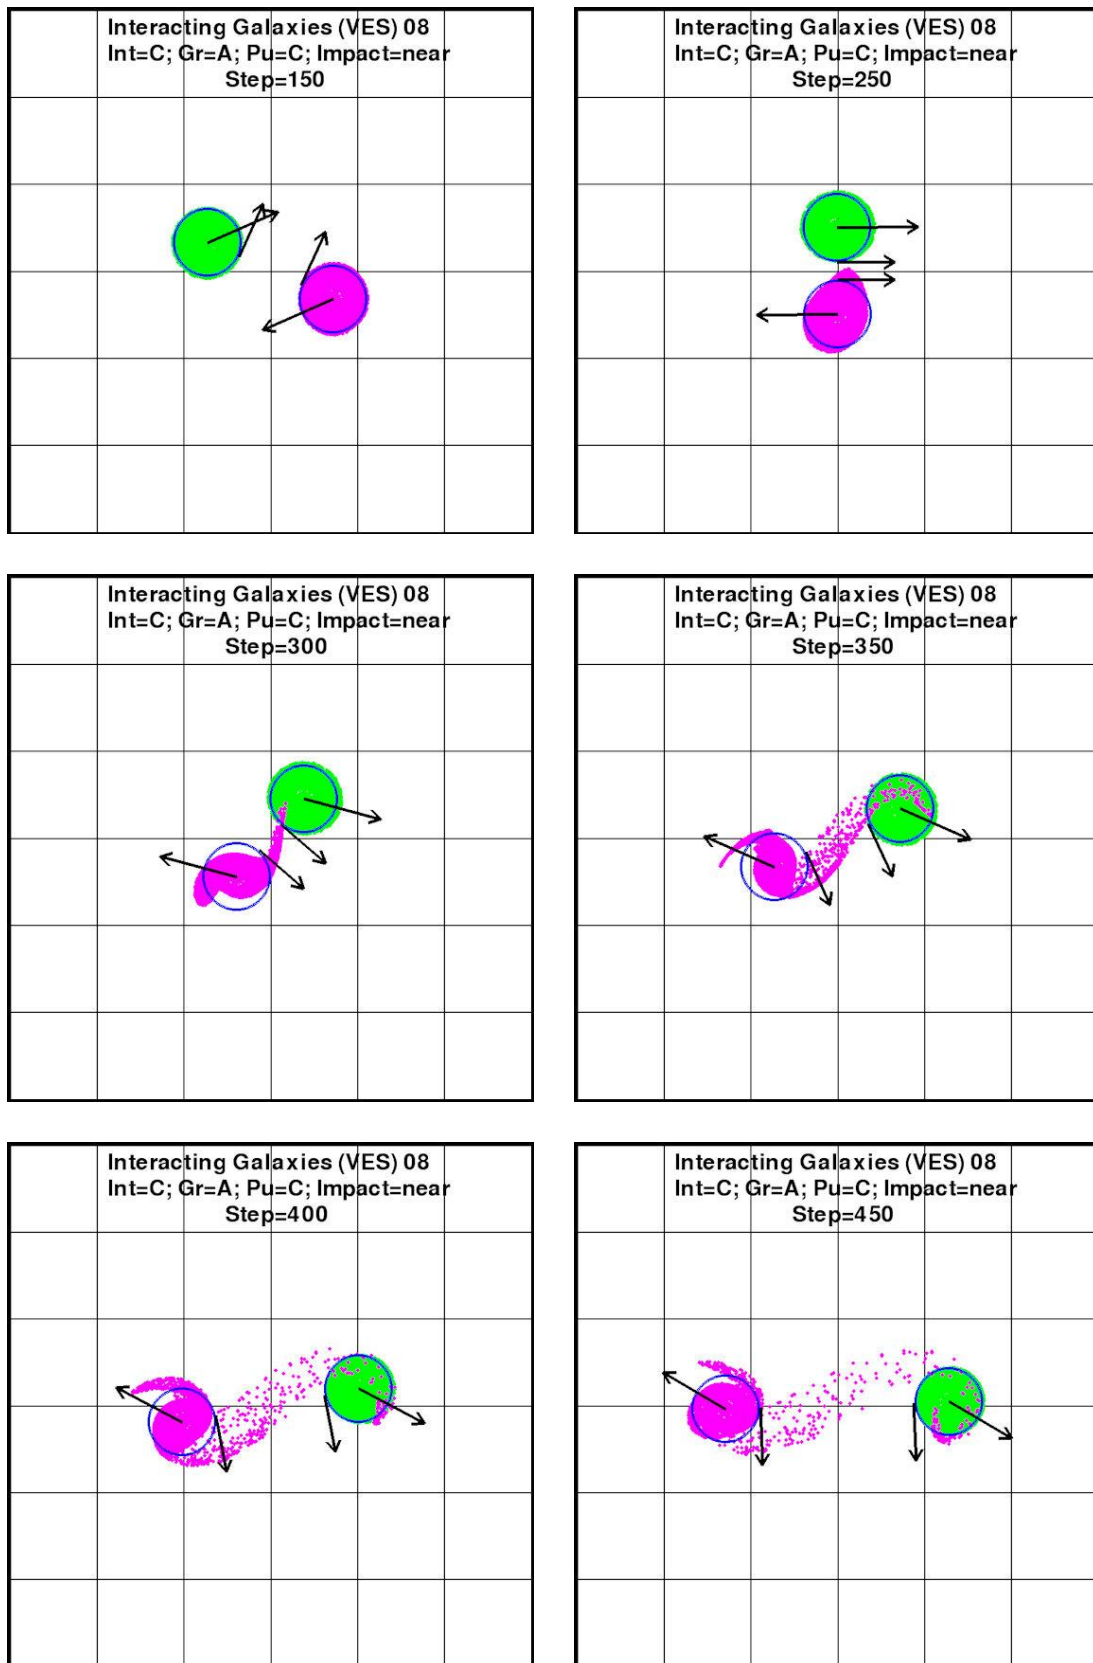 Interacting Galaxies (VES) 08
Int=C; Gr=A; Pu=C; Impact=near
Step=150
Interacting Galaxies (VES) 08
Int=C; Gr=A; Pu=C; Impact=near
Step=250
Interacting Galaxies (VES) 08
Int=C; Gr=A; Pu=C; Impact=near
Step=300
Interacting Galaxies (VES) 08
Int=C; Gr=A; Pu=C; Impact=near
Step=350
Interacting Galaxies (VES) 08
Int=C; Gr=A; Pu=C; Impact=near
Step=400
Interacting Galaxies (VES) 08
Int=C; Gr=A; Pu=C; Impact=near
Step=450